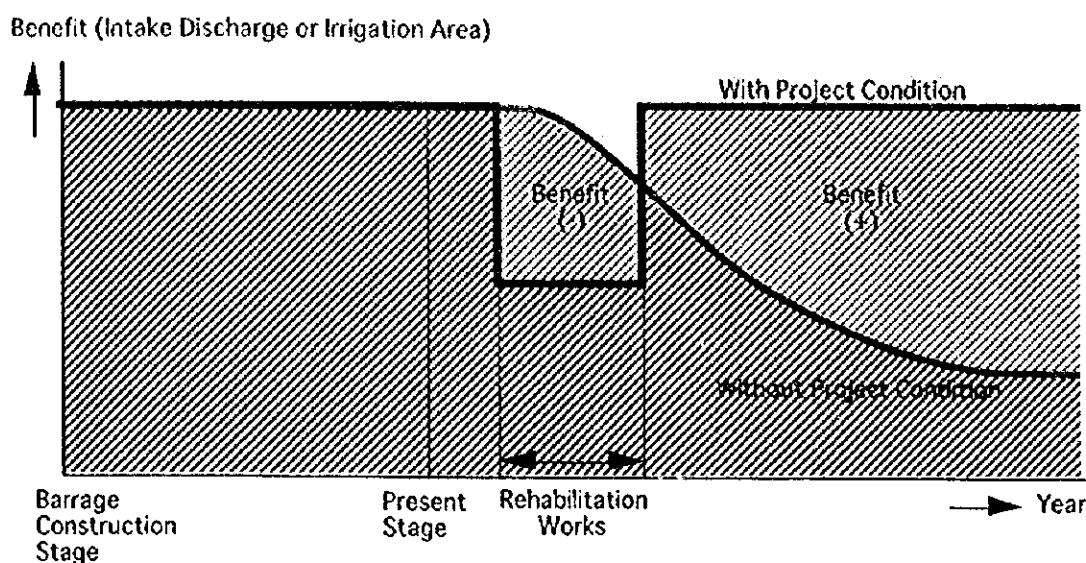 Benefit (Intake Discharge or Irrigation Area)
With Project Condition
Benefit
(-)
Benefit
(+)
Without Project Condition
Barrage
Construction
Stage
Present
Stage
Rehabilitation
Works
Year